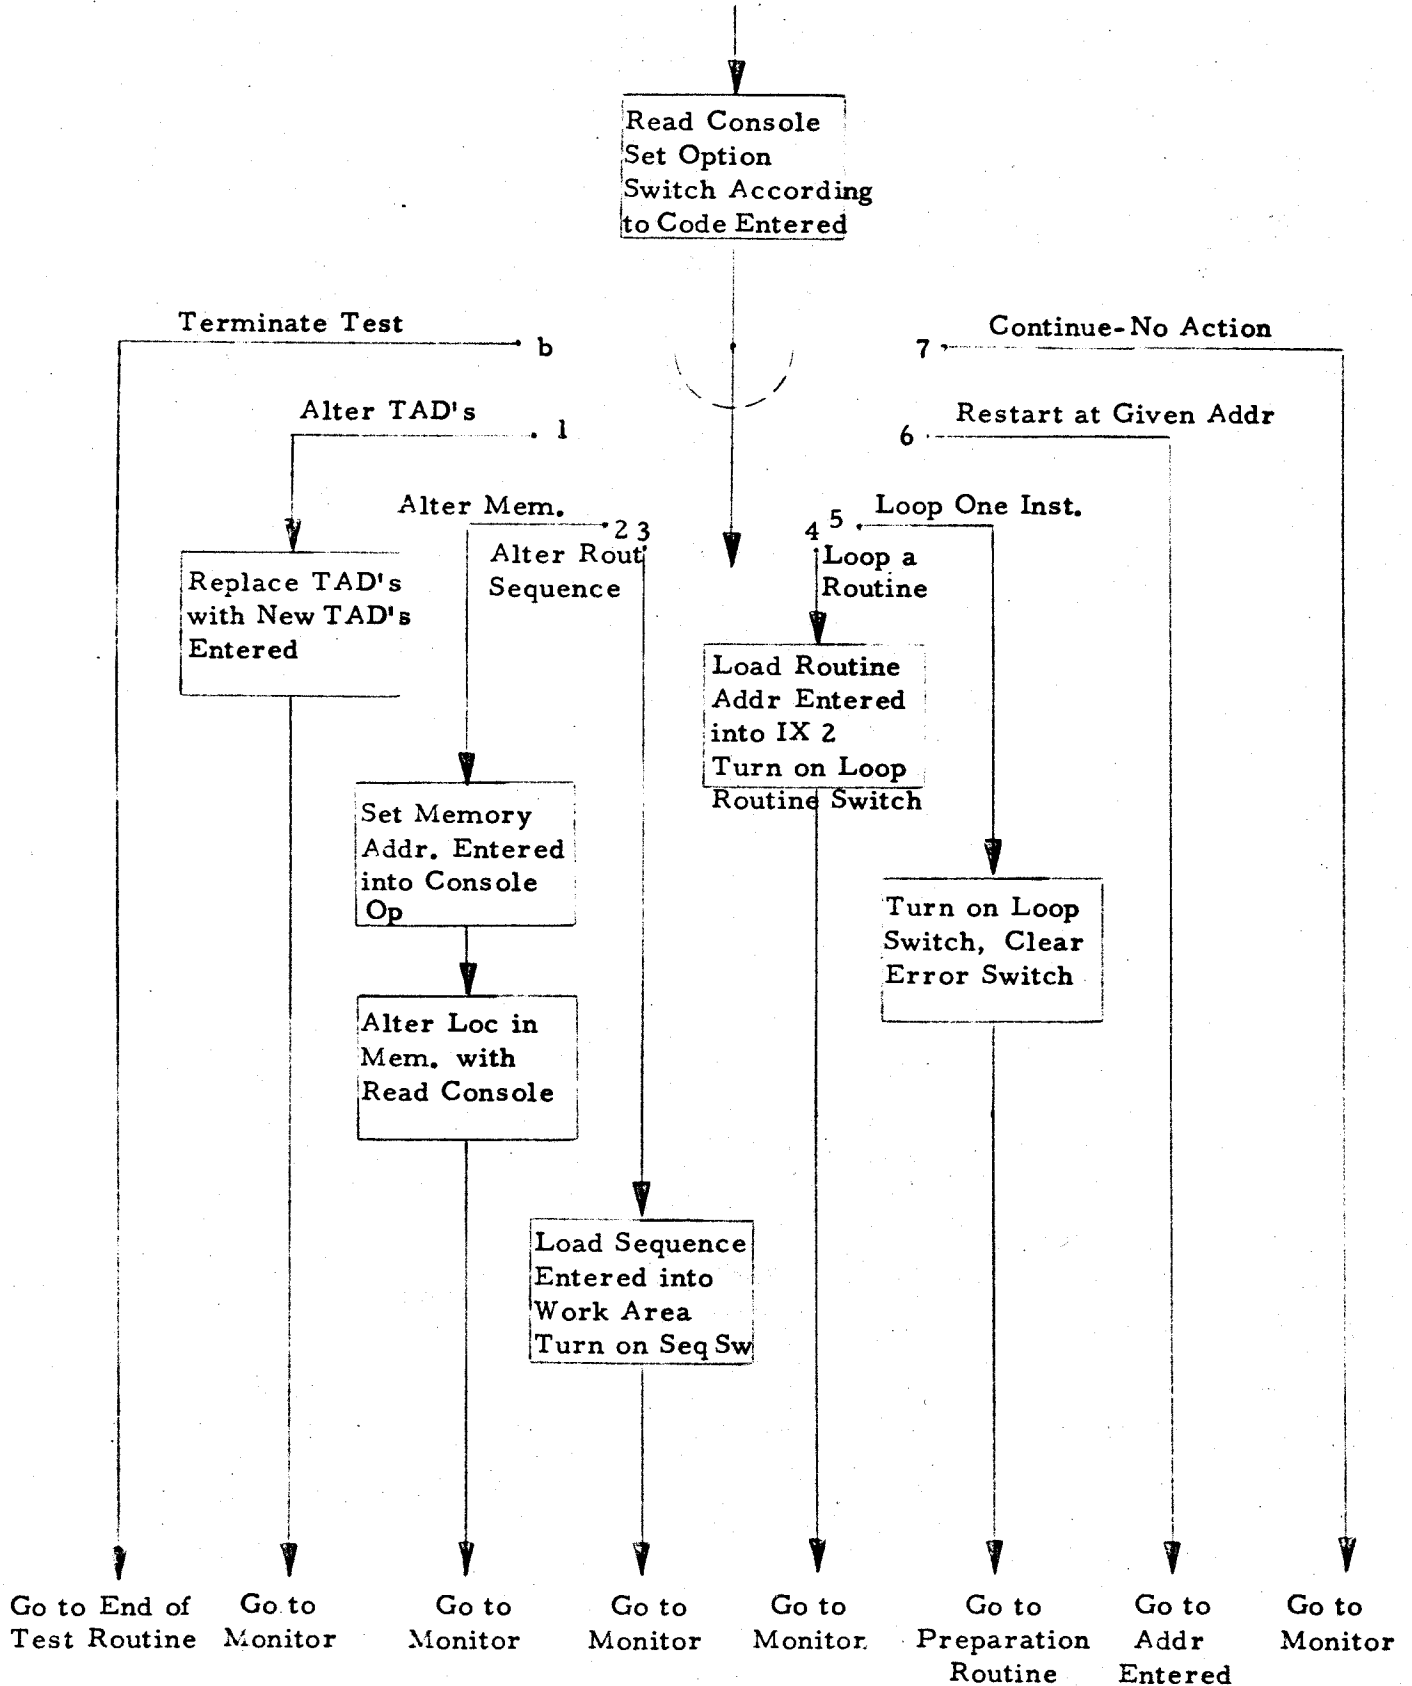 Read Console
Set Option
Switch According
to Code Entered
Terminate Test
b
7
Continue-No Action
Alter TAD's
1
6
Restart at Given Addr
Alter Mem.
2 3
4
5
Loop One Inst.
Alter Rout
Sequence
Loop a
Routine
Replace TAD's
with New TAD's
Entered
Load Routine
Addr Entered
into IX 2
Turn on Loop
Routine Switch
Set Memory
Addr. Entered
into Console
Op
Turn on Loop
Switch, Clear
Error Switch
Alter Loc in
Mem. with
Read Console
Load Sequence
Entered into
Work Area
Turn on Seq Sw
Go to End of
Test Routine
Go to
Monitor
Go to
Monitor
Go to
Monitor
Go to
Monitor
Go to
Preparation
Routine
Go to
Addr
Entered
Go to
Monitor